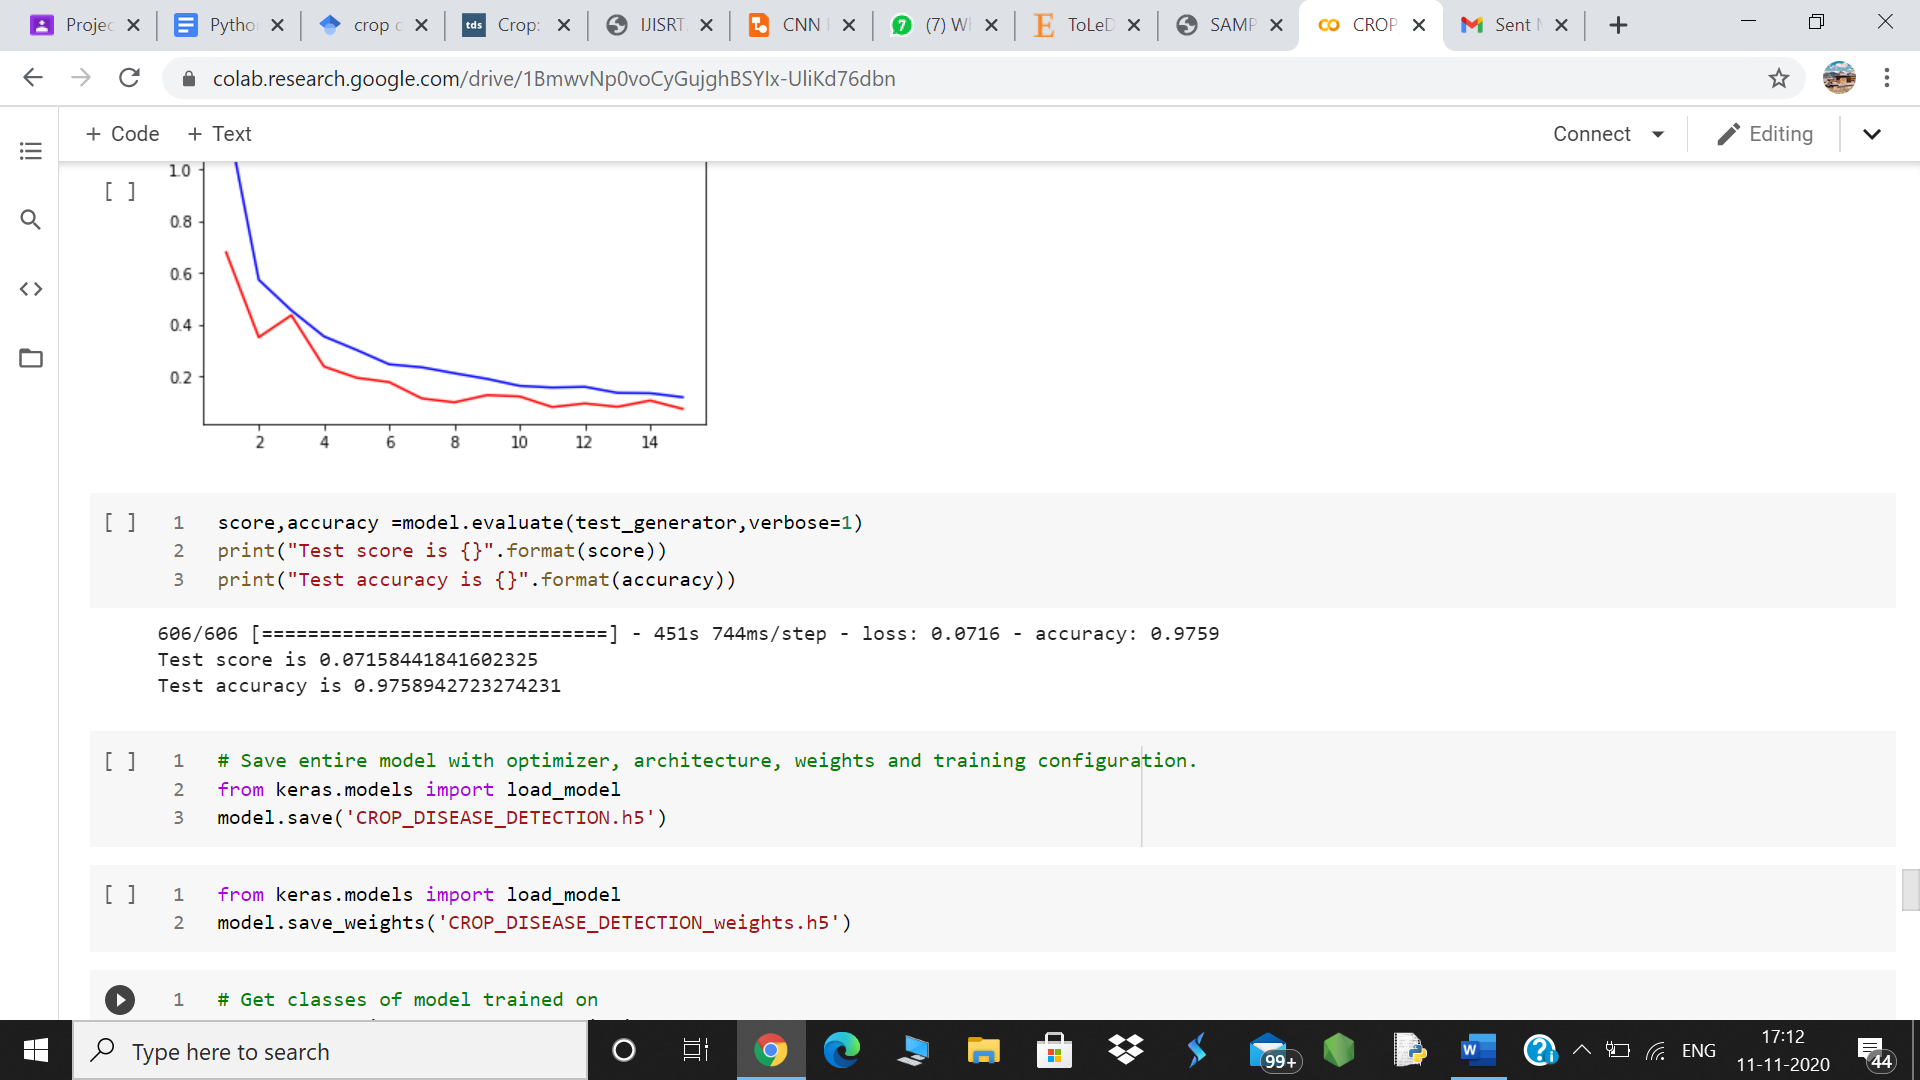 Projec
Pytho
crop c
tds Crop:
IJISRT
CNN
7 (7) W
E ToLeD
SAMP
CROP
Sent
colab.research.google.com/drive/1BmwvNp0voCyGujghBSYIx-UliKd76dbn
+ Code + Text Connect Editing
[ ]
1.0
0.8
0.6
0.4
0.2
2 4 6 8 10 12 14
[ ] 1 score,accuracy =model.evaluate(test_generator,verbose=1)
2 print("Test score is {}".format(score))
3 print("Test accuracy is {}".format(accuracy))
606/606 [==============================] - 451s 744ms/step - loss: 0.0716 - accuracy: 0.9759
Test score is 0.07158441841602325
Test accuracy is 0.9758942723274231
[ ] 1 # Save entire model with optimizer, architecture, weights and training configuration.
2 from keras.models import load_model
3 model.save('CROP_DISEASE_DETECTION.h5')
[ ] 1 from keras.models import load_model
2 model.save_weights('CROP_DISEASE_DETECTION_weights.h5')
1 # Get classes of model trained on
Type here to search
99+
W
ENG
17:12
11-11-2020
44